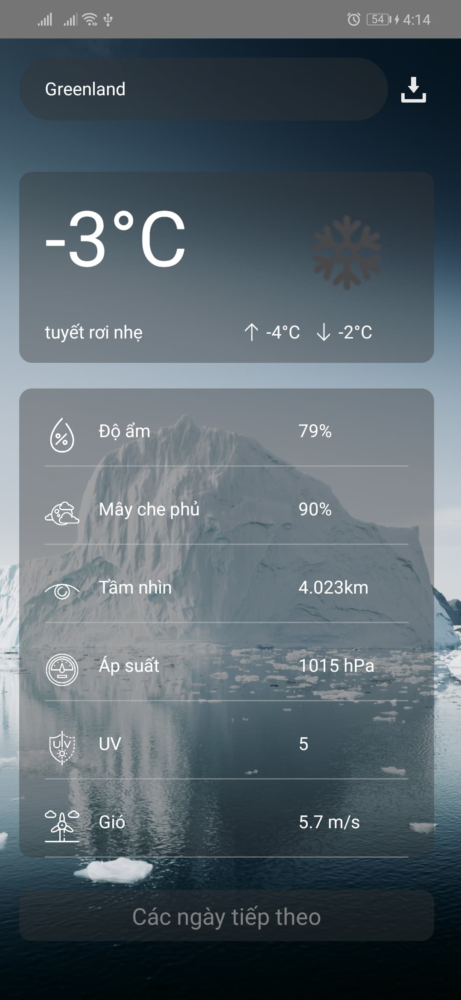 54 4:14
Greenland
-3°C
tuyết rơi nhẹ ↑ -4°C ↓ -2°C
Độ ẩm 79%
Mây che phủ 90%
Tầm nhìn 4.023km
Áp suất 1015 hPa
UV UV 5
Gió 5.7 m/s
Các ngày tiếp theo